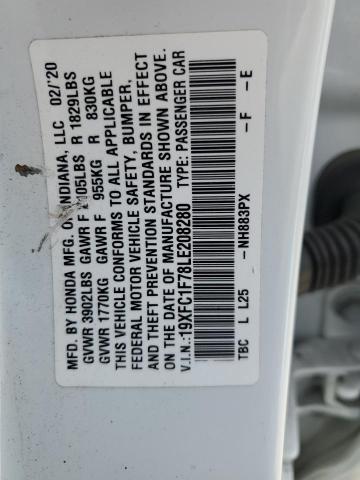 MFD. BY HONDA MFG. OF INDIANA, LLC 02/'20
GVWR 3902LBS GAWR F 2105LBS R 1829LBS
GVWR 1770KG GAWR F 955KG R 830KG
THIS VEHICLE CONFORMS TO ALL APPLICABLE
FEDERAL MOTOR VEHICLE SAFETY, BUMPER,
AND THEFT PREVENTION STANDARDS IN EFFECT
ON THE DATE OF MANUFACTURE SHOWN ABOVE.
V.I.N.:19XFC1F78LE208280 TYPE: PASSENGER CAR
TBC L L25 -NH883PX -F -E